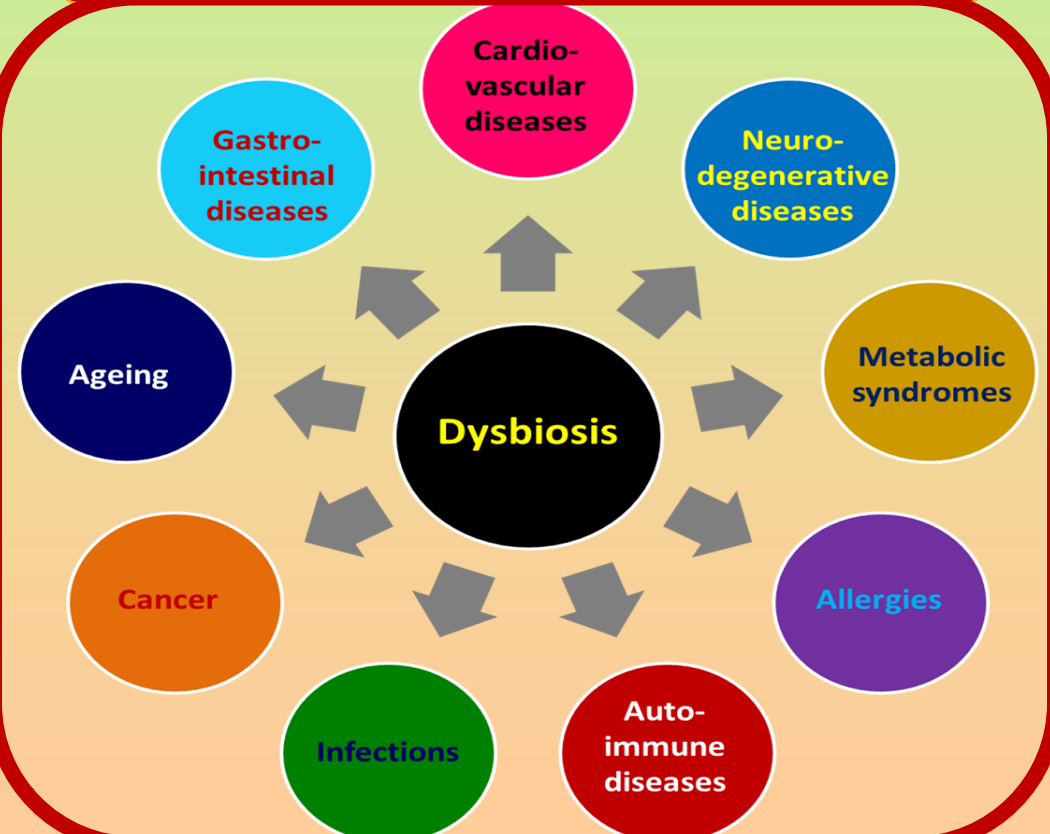 Cardio-
vascular
diseases
Gastro-
intestinal
diseases
Neuro-
degenerative
diseases
Ageing
Metabolic
syndromes
Dysbiosis
Cancer
Allergies
Infections
Auto-
immune
diseases